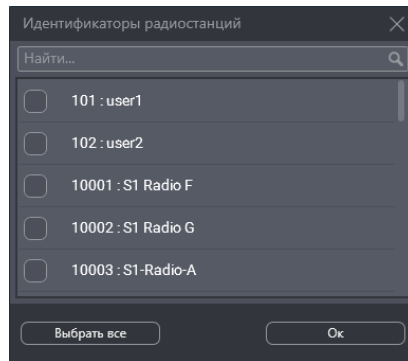 Идентификаторы радиостанций
Найти...
101 : user1
102 : user2
10001 : S1 Radio F
10002 : S1 Radio G
10003 : S1-Radio-A
Выбрать все
Ок